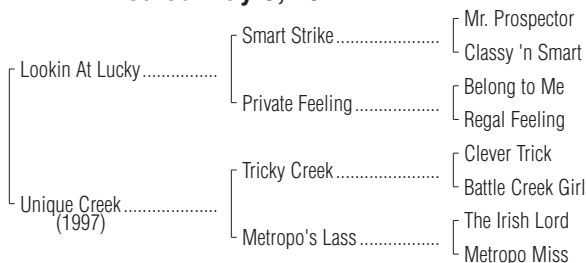 Mr. Prospector
Smart Strike....................
Classy 'n Smart
Lookin At Lucky...............
Belong to Me
Private Feeling.................
Regal Feeling
Clever Trick
Tricky Creek....................
Battle Creek Girl
Unique Creek..................
(1997)
The Irish Lord
Metropo's Lass................
Metropo Miss